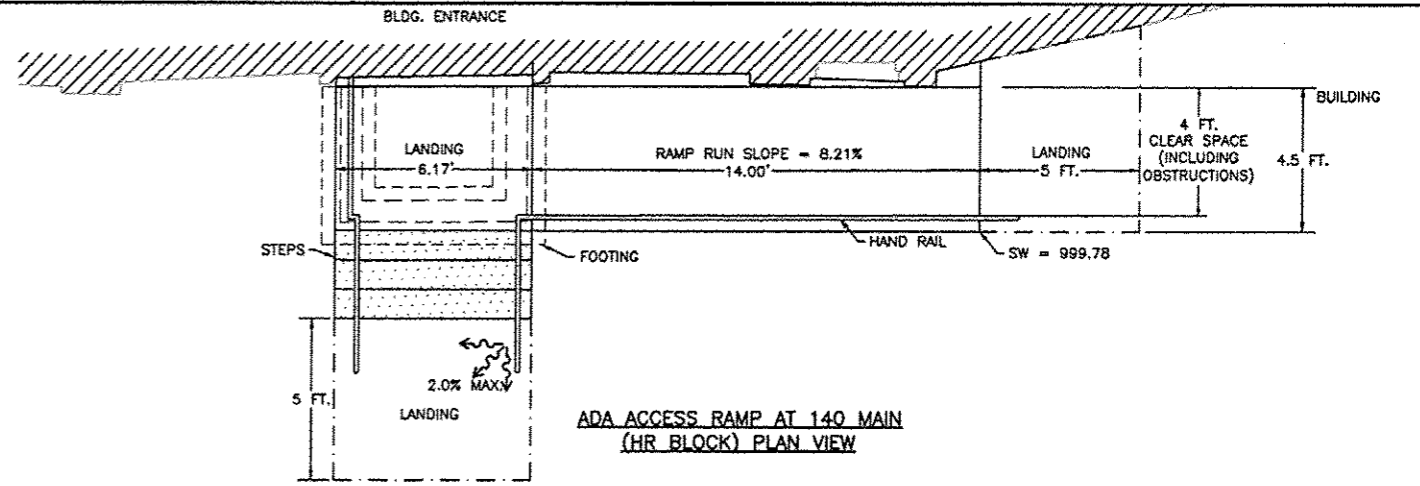 BLDG. ENTRANCE
BUILDING
4 FT.
CLEAR SPACE
(INCLUDING
OBSTRUCTIONS)
4.5 FT.
LANDING
6.17'
RAMP RUN SLOPE = 8.21%
14.00'
LANDING
5 FT.
STEPS
FOOTING
HAND RAIL
SW = 999.78
2.0% MAX.
5 FT.
LANDING
ADA ACCESS RAMP AT 140 MAIN
(HR BLOCK) PLAN VIEW